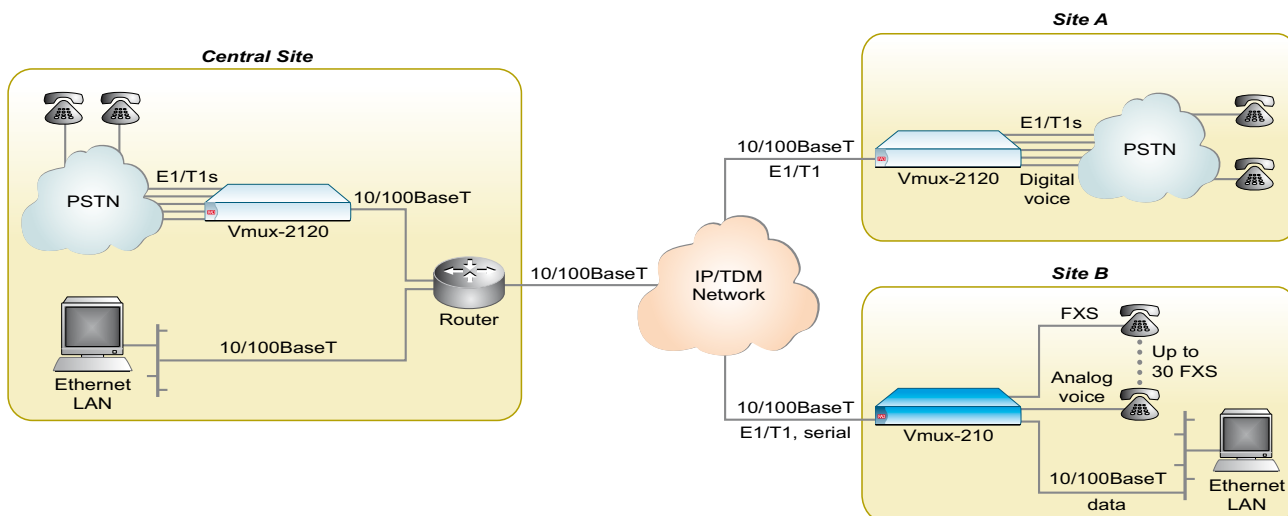 Central Site
PSTN
E1/T1s
Vmux-2120
10/100BaseT
Router
10/100BaseT
Ethernet
LAN
10/100BaseT
IP/TDM
Network
Site A
10/100BaseT
E1/T1
Vmux-2120
E1/T1s
Digital
voice
PSTN
Site B
10/100BaseT
E1/T1, serial
Vmux-210
FXS
Up to
30 FXS
Analog
voice
10/100BaseT
data
Ethernet
LAN